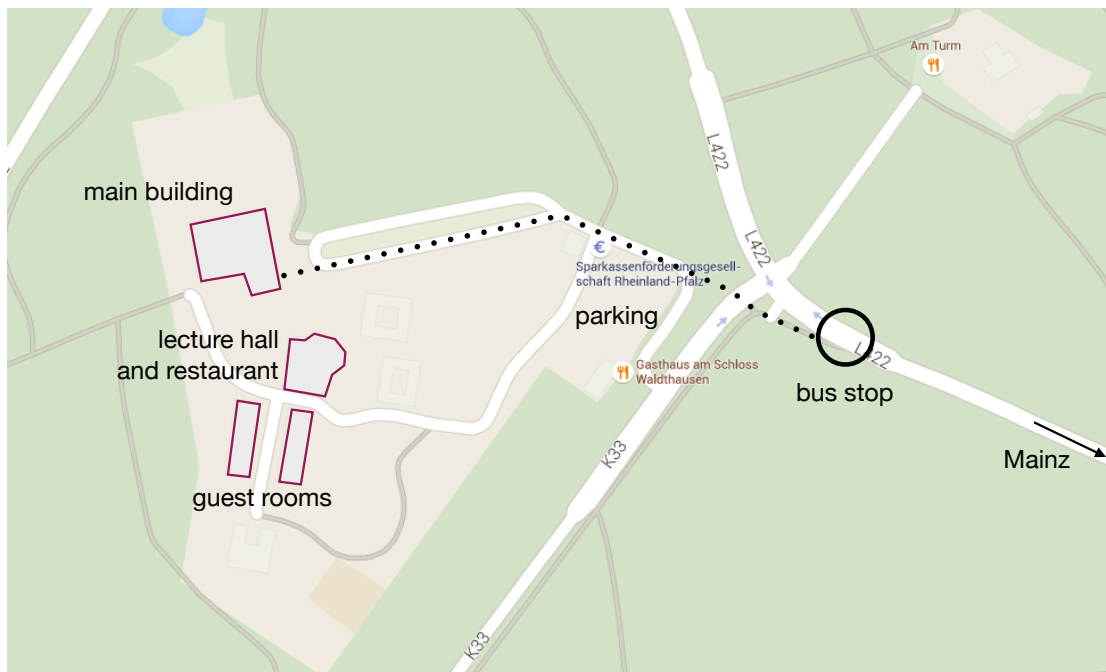 Am Turm
L422
main building
L422
€
Sparkassenförderungsgesell-
schaft Rheinland-Pfalz
parking
lecture hall
and restaurant
Gasthaus am Schloss
Waldthausen
L422
bus stop
K33
Mainz
guest rooms
K33